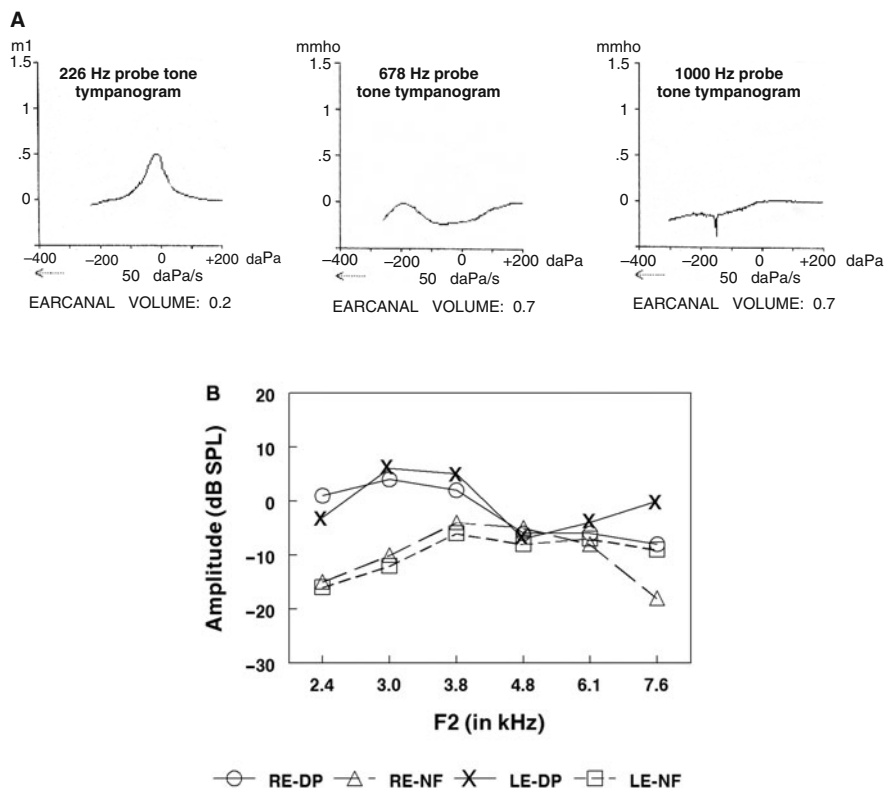 A
m1
1.5
1
.5
0
226 Hz probe tone
tympanogram
−400
−200
0
+200 daPa
50 daPa/s
EARCANAL VOLUME: 0.2
mmho
1.5
1
.5
0
678 Hz probe
tone tympanogram
−400
−200
0
+200 daPa
50 daPa/s
EARCANAL VOLUME: 0.7
mmho
1.5
1
.5
0
1000 Hz probe
tone tympanogram
−400
−200
0
+200 daPa
50 daPa/s
EARCANAL VOLUME: 0.7
B
Amplitude (dB SPL)
20
10
0
−10
−20
−30
2.4 3.0 3.8 4.8 6.1 7.6
F2 (in kHz)
RE-DP RE-NF LE-DP LE-NF